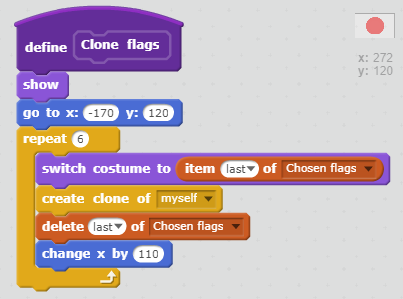 define Clone flags
show
go to x: -170 y: 120
repeat 6
switch costume to item last of Chosen flags
create clone of myself
delete last of Chosen flags
change x by 110
x: 272
y: 120